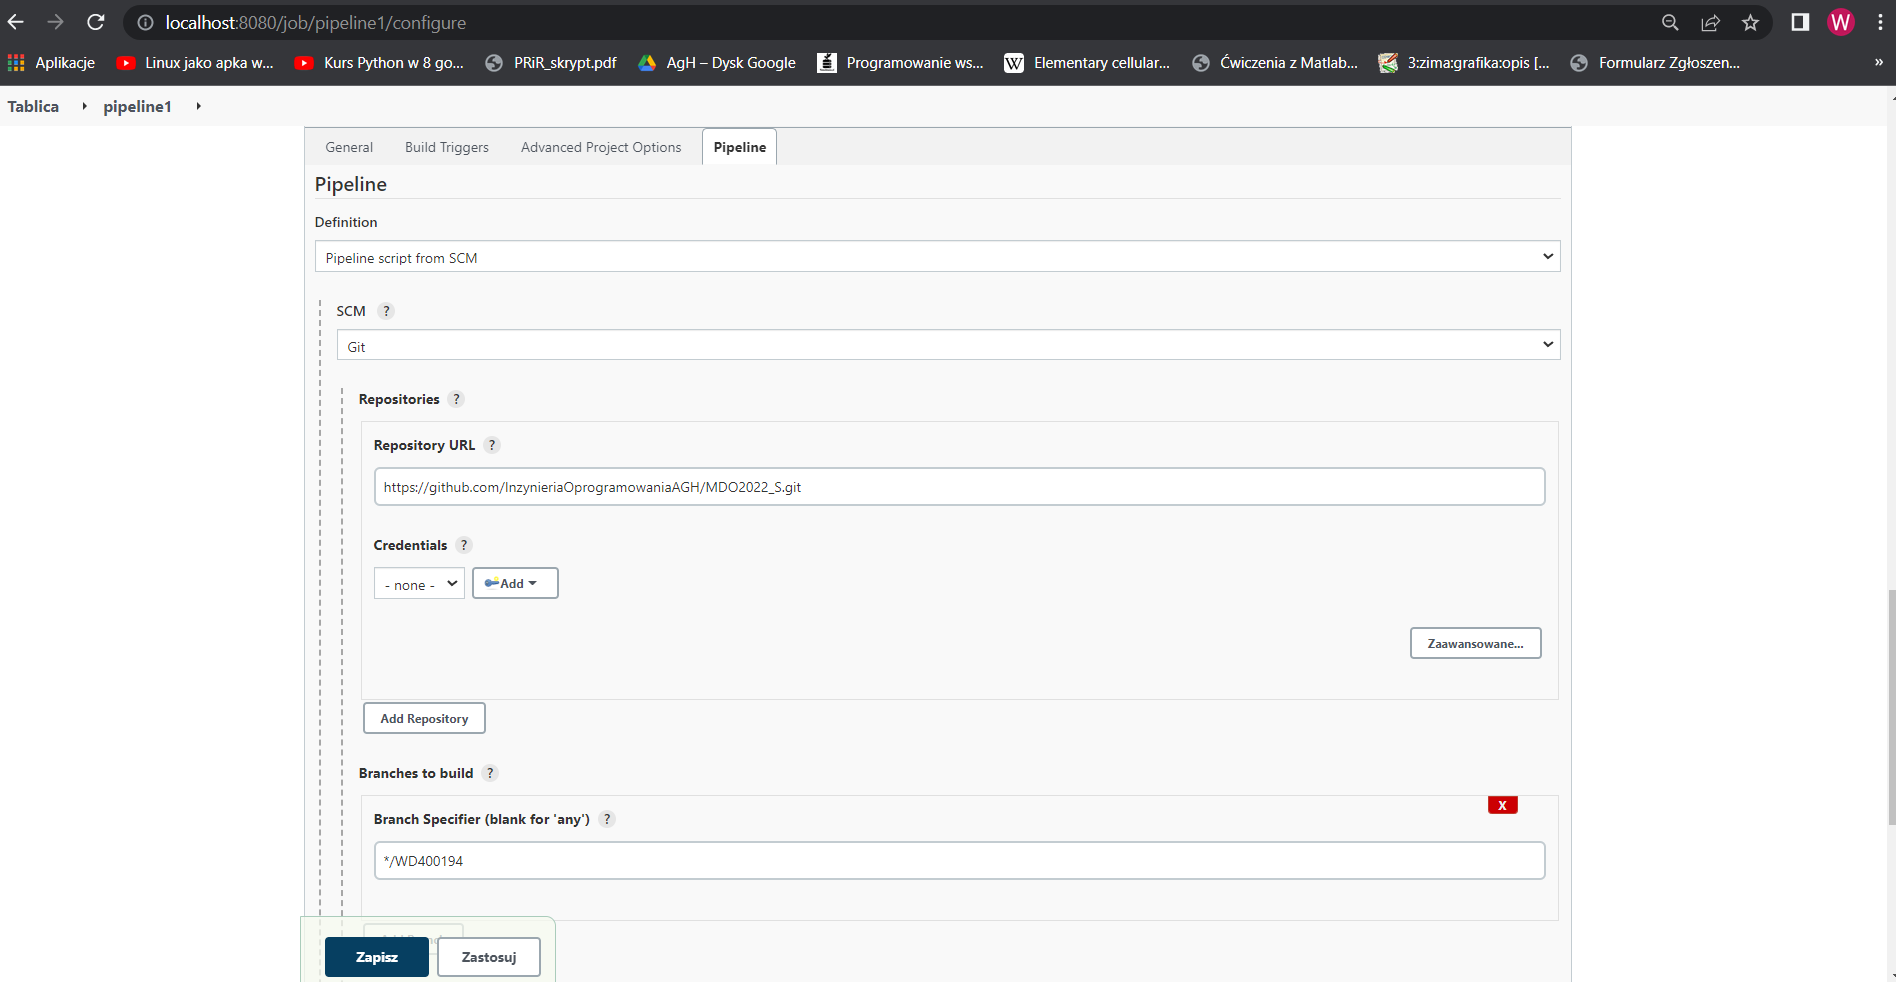 localhost:8080/job/pipeline1/configure
W
Aplikacje Linux jako apka w... Kurs Python w 8 go... PRiR_skrypt.pdf AgH – Dysk Google Programowanie ws... W Elementary cellular... Ćwiczenia z Matlab... 3:zima:grafika:opis [... Formularz Zgłoszen... »
Tablica pipeline1
General Build Triggers Advanced Project Options Pipeline
Pipeline
Definition
Pipeline script from SCM
SCM ?
Git
Repositories ?
Repository URL ?
https://github.com/InzynieriaOprogramowaniaAGH/MDO2022_S.git
Credentials ?
- none - Add
Zaawansowane...
Add Repository
Branches to build ?
X
Branch Specifier (blank for 'any') ?
*/WD400194
Zapisz Zastosuj